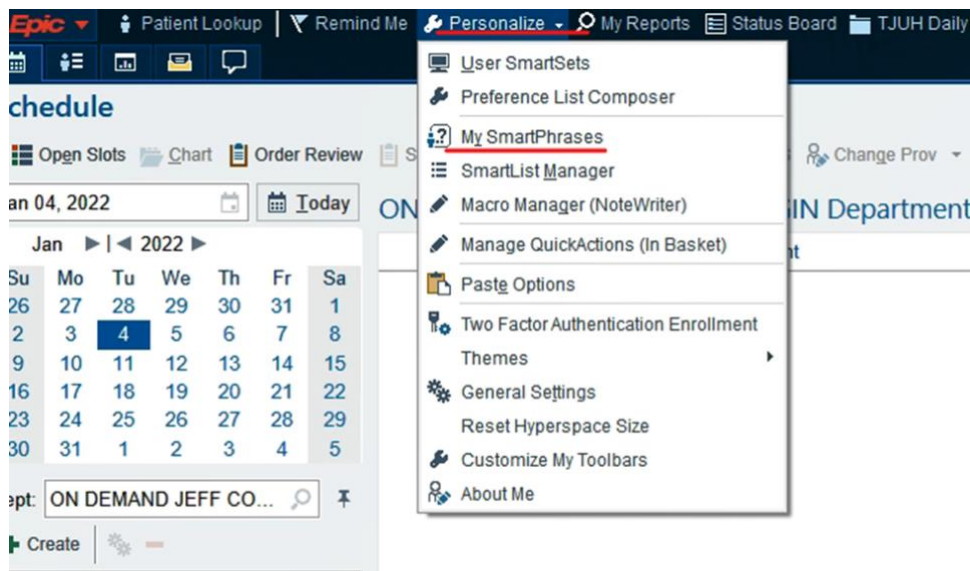 Epic Patient Lookup Remind Me Personalize My Reports Status Board TJUH Daily
chedule
Open Slots Chart Order Review S Change Prov
an 04, 2022 Today
ON
GIN Department
Jan 2022
nt
Su Mo Tu We Th Fr Sa
26 27 28 29 30 31 1
2 3 4 5 6 7 8
9 10 11 12 13 14 15
16 17 18 19 20 21 22
23 24 25 26 27 28 29
30 31 1 2 3 4 5
ept: ON DEMAND JEFF CO...
Create
User SmartSets
Preference List Composer
My SmartPhrases
SmartList Manager
Macro Manager (NoteWriter)
Manage QuickActions (In Basket)
Paste Options
Two Factor Authentication Enrollment
Themes
General Settings
Reset Hyperspace Size
Customize My Toolbars
About Me